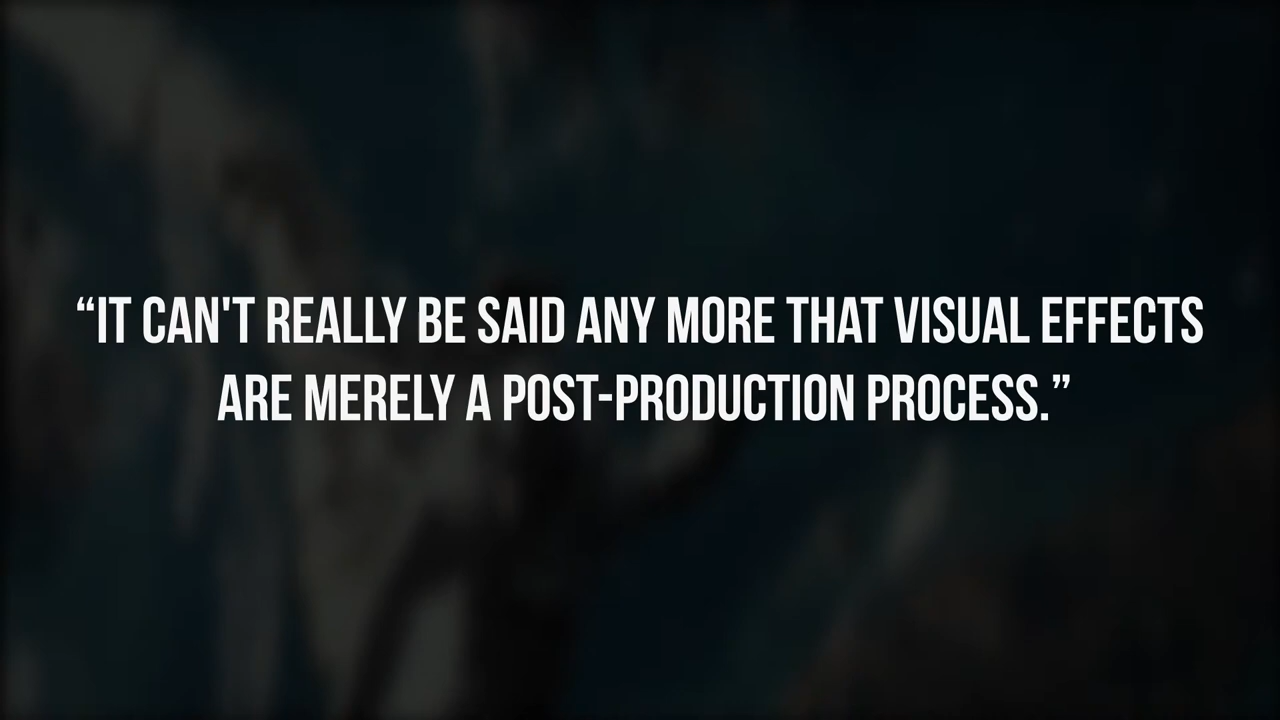 “IT CAN'T REALLY BE SAID ANY MORE THAT VISUAL EFFECTS
ARE MERELY A POST-PRODUCTION PROCESS.”